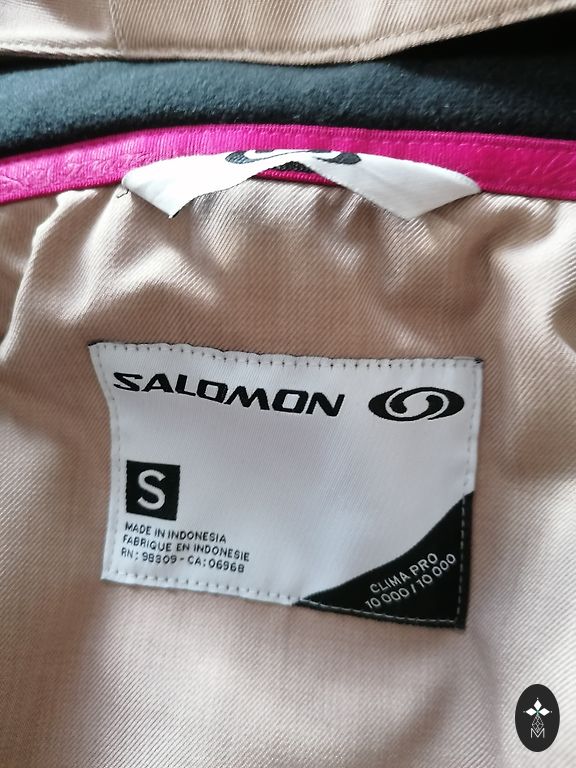 SALOMON
S
MADE IN INDONESIA
FABRIQUE EN INDONESIE
RN: 98309 - CA: 06968
CLIMA PRO
10 000 / 10 000
M